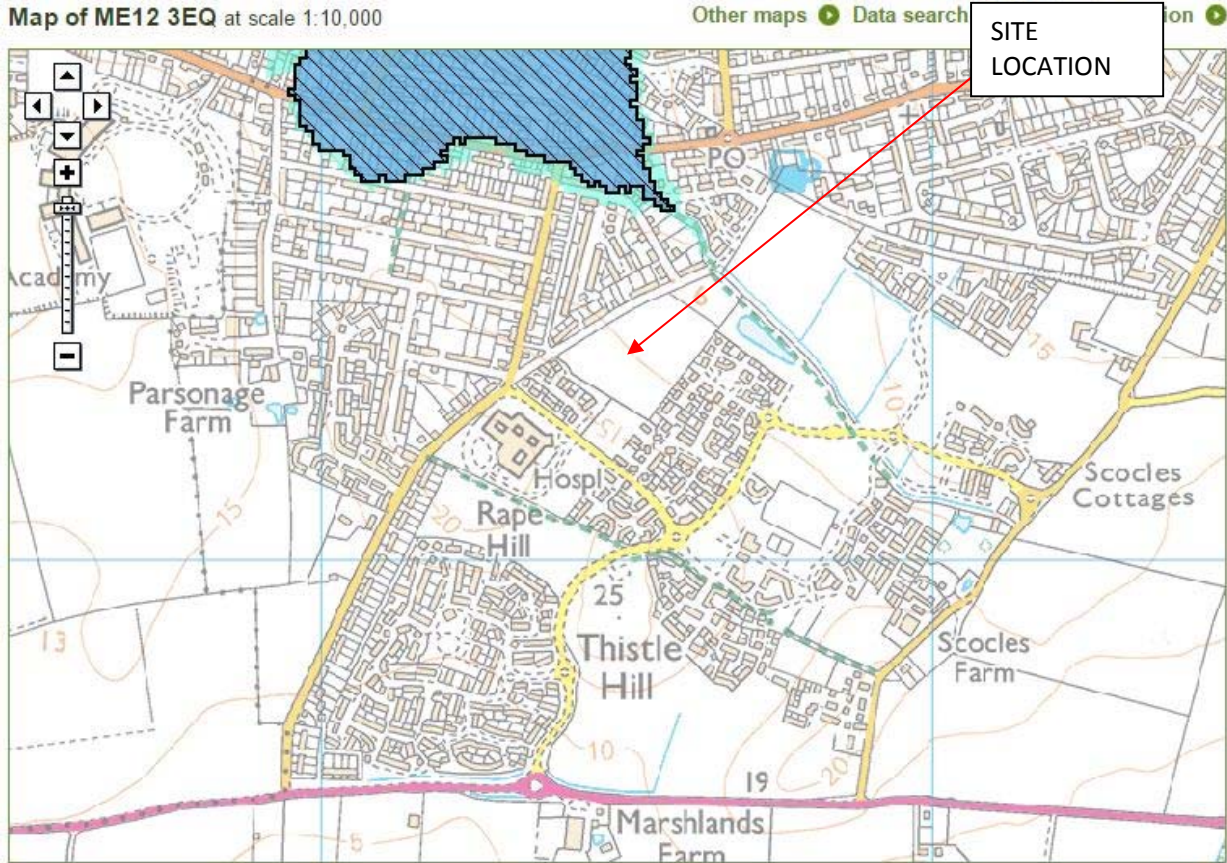 Map of ME12 3EQ at scale 1:10,000
Other maps Data search ion
SITE
LOCATION
PO
Academy
Parsonage
Farm
15
15
10
15
Hospl
Rape
Hill
20
15
Scocles
Cottages
25
13
Thistle
Hill
Scocles
Farm
10
19
20
5
Marshlands
Farm